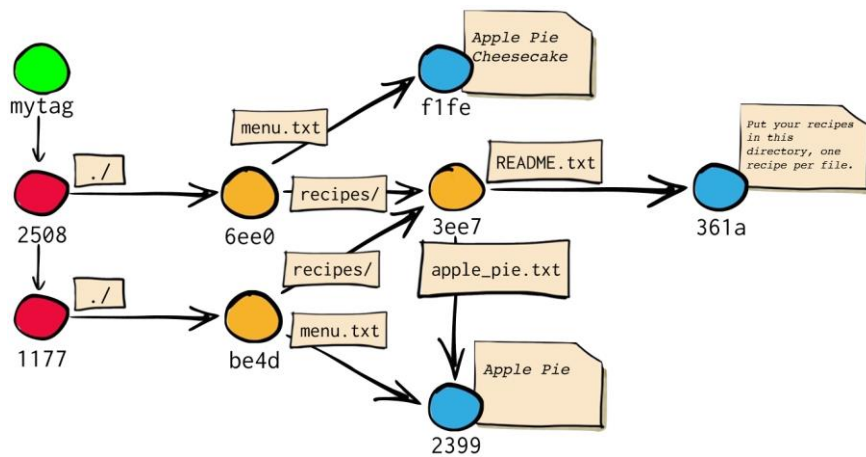 Apple Pie
Cheesecake
mytag
f1fe
menu.txt
Put your recipes
in this
directory, one
recipe per file.
./
README.txt
recipes/
2508
6ee0
3ee7
361a
recipes/
apple_pie.txt
./
menu.txt
1177
be4d
Apple Pie
2399